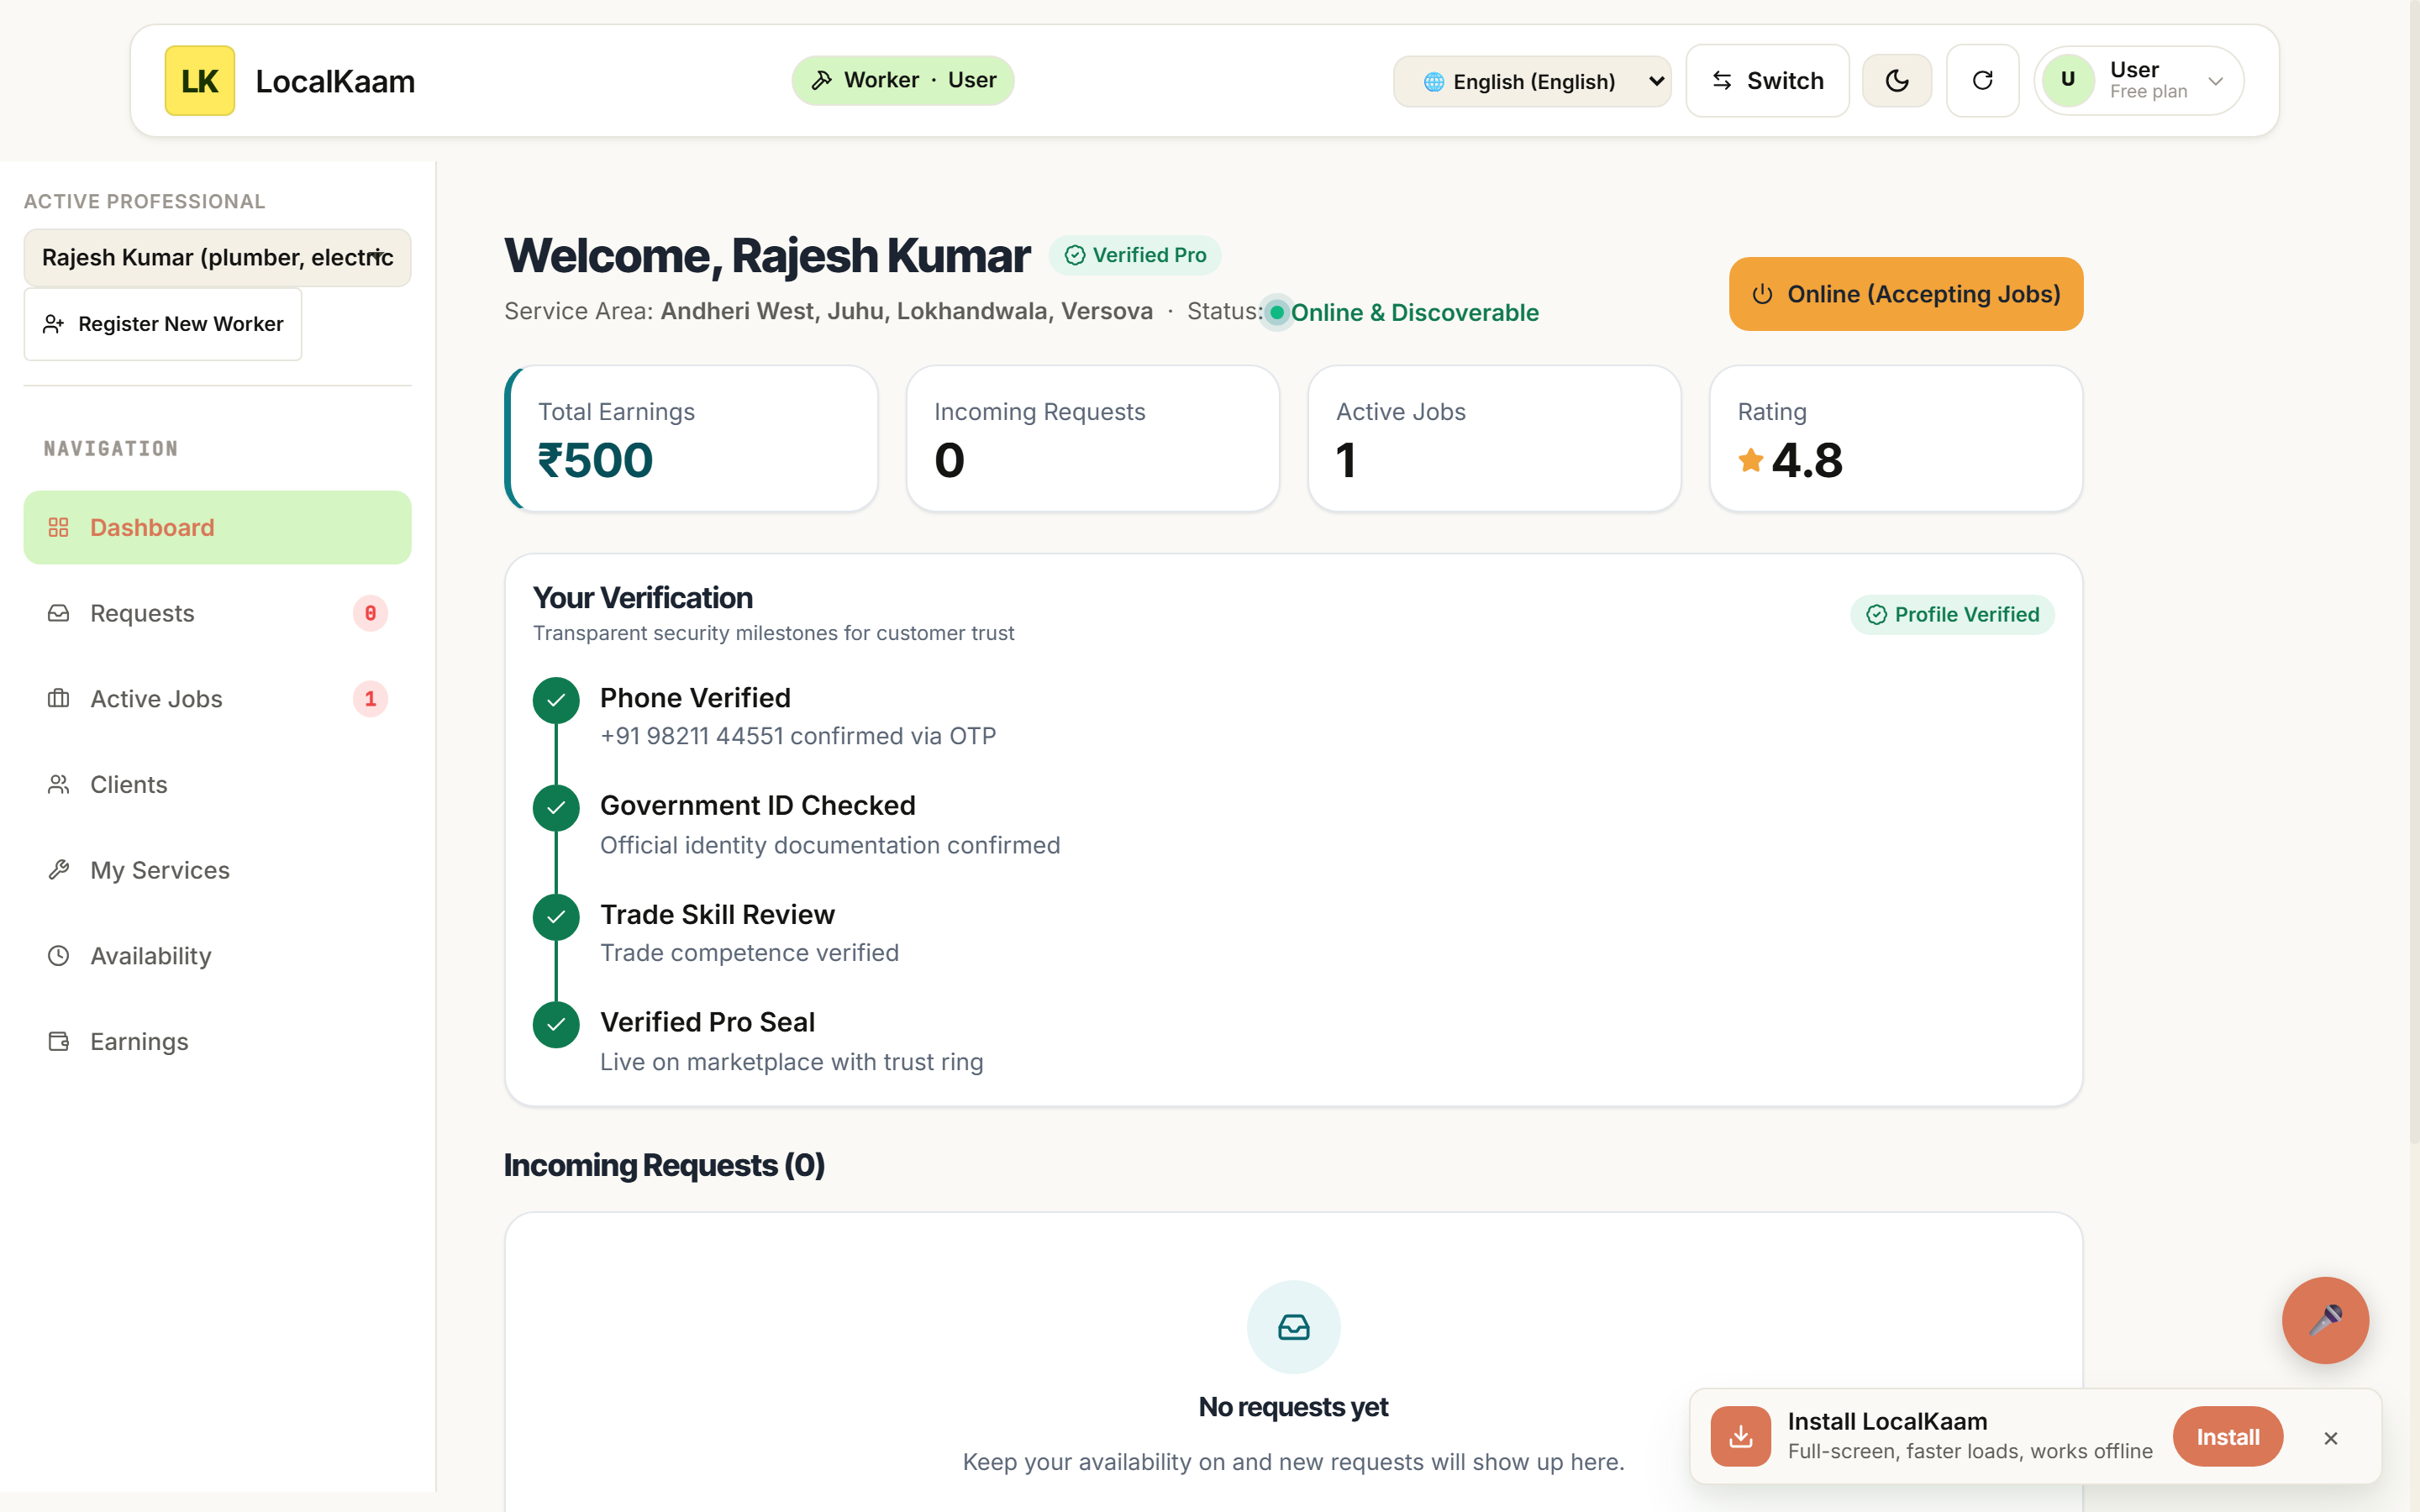 LK LocalKaam
Worker · User
English (English)
Switch
U
User
Free plan
ACTIVE PROFESSIONAL
Rajesh Kumar (plumber, electric
Register New Worker
NAVIGATION
Dashboard
Requests 0
Active Jobs 1
Clients
My Services
Availability
Earnings
Welcome, Rajesh Kumar
Verified Pro
Service Area: Andheri West, Juhu, Lokhandwala, Versova · Status: Online & Discoverable
Online (Accepting Jobs)
Total Earnings
₹500
Incoming Requests
0
Active Jobs
1
Rating
4.8
Your Verification
Transparent security milestones for customer trust
Profile Verified
Phone Verified
+91 98211 44551 confirmed via OTP
Government ID Checked
Official identity documentation confirmed
Trade Skill Review
Trade competence verified
Verified Pro Seal
Live on marketplace with trust ring
Incoming Requests (0)
No requests yet
Keep your availability on and new requests will show up here.
Install LocalKaam
Full-screen, faster loads, works offline
Install
×